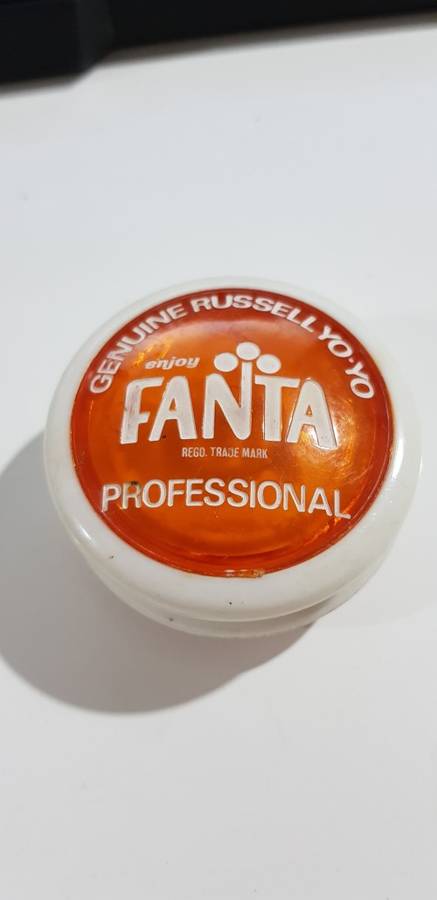 GENUINE RUSSELL YO-YO
enjoy
FANTA
REGD. TRADE MARK
PROFESSIONAL